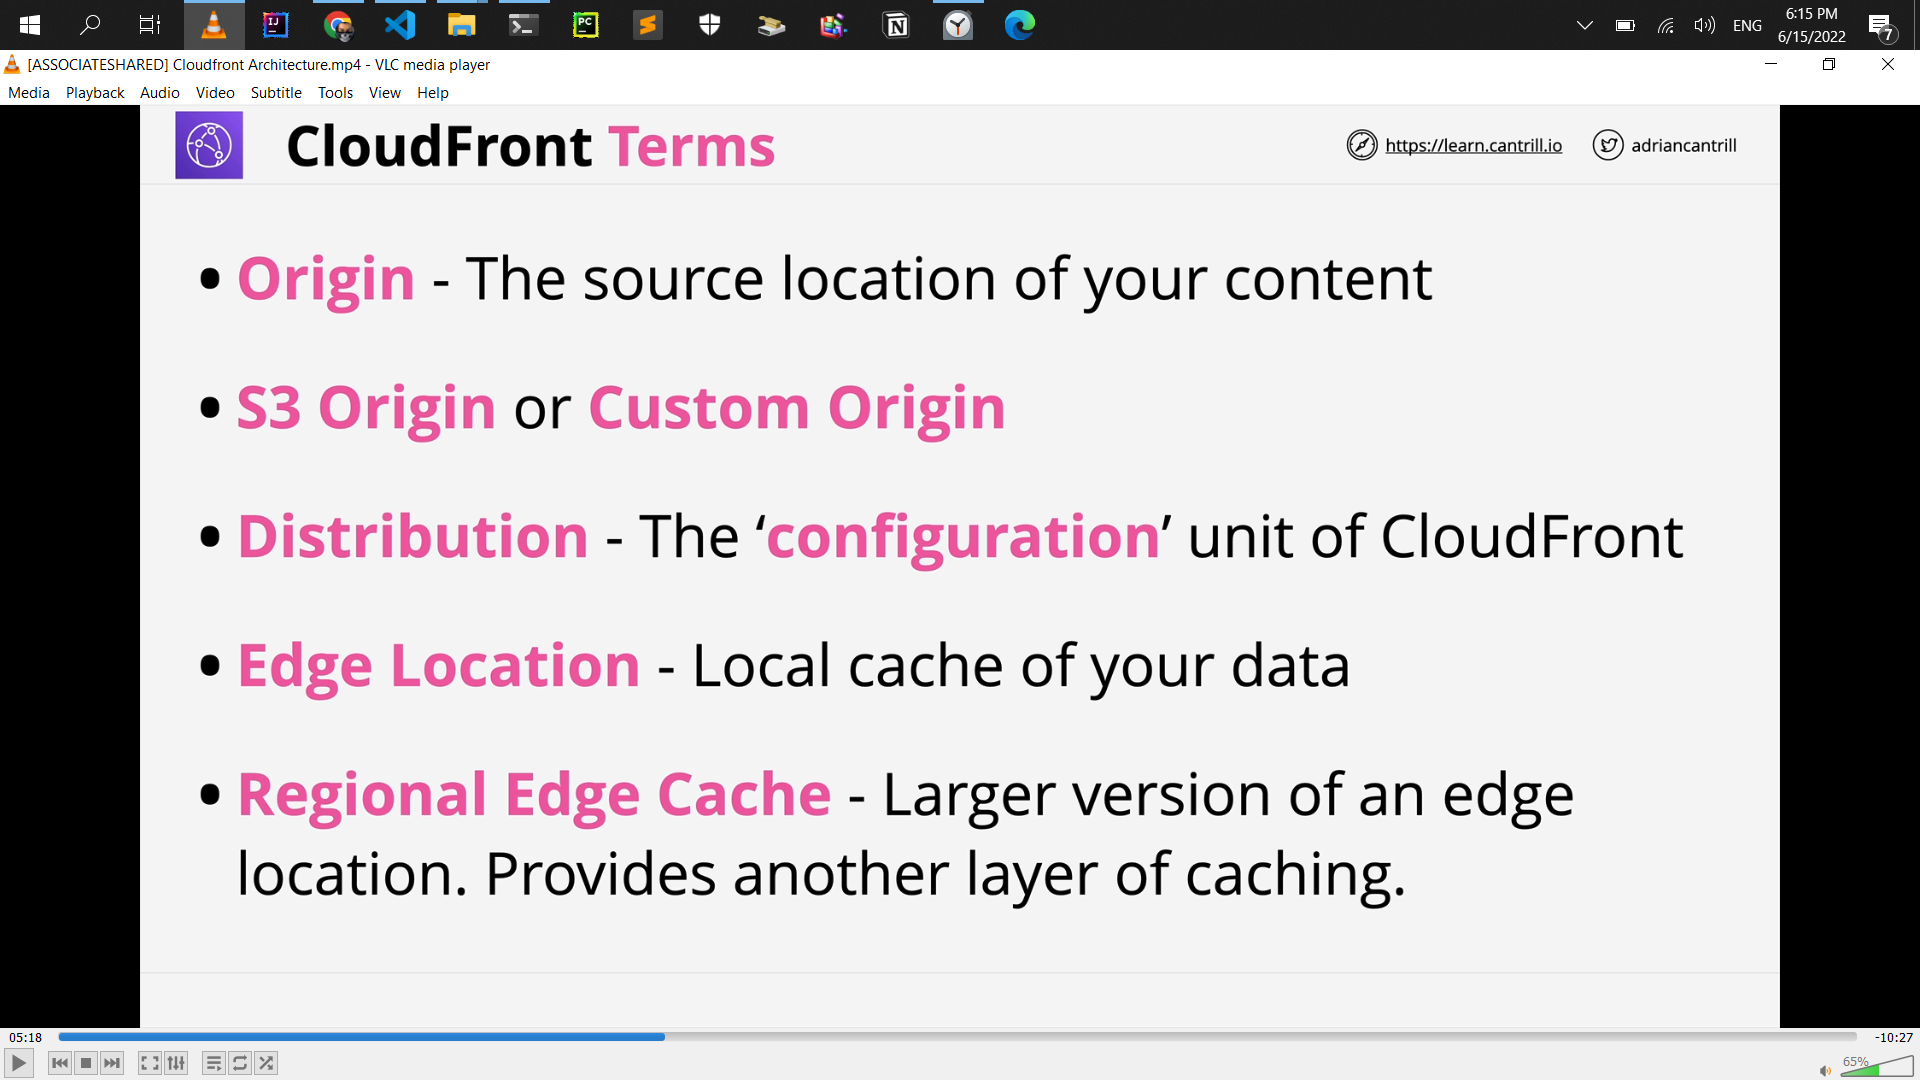 ENG
6:15 PM
6/15/2022
7
[ASSOCIATESHARED] Cloudfront Architecture.mp4 - VLC media player
Media Playback Audio Video Subtitle Tools View Help
CloudFront Terms
https://learn.cantrill.io
adriancantrill
• Origin - The source location of your content
• S3 Origin or Custom Origin
• Distribution - The ‘configuration’ unit of CloudFront
• Edge Location - Local cache of your data
• Regional Edge Cache - Larger version of an edge
location. Provides another layer of caching.
05:18
-10:27
65%